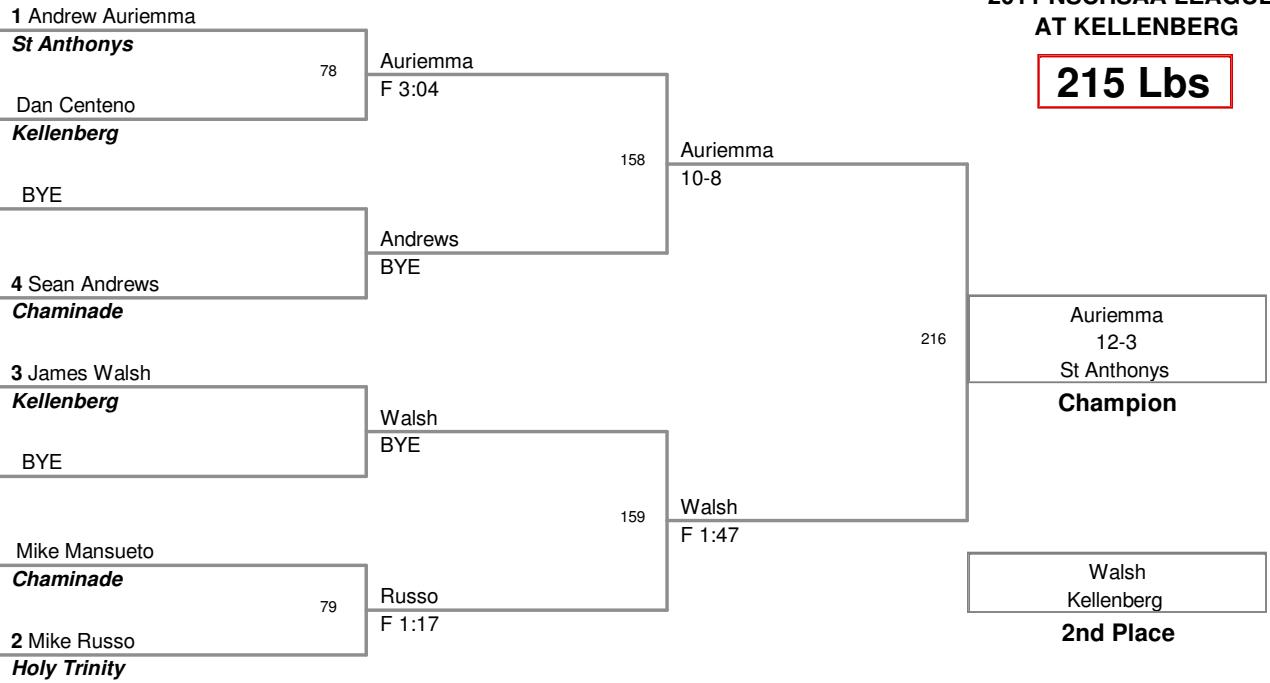 2011 NSCHSAA LEAGUE
AT KELLENBERG
215 Lbs
1 Andrew Auriemma
St Anthonys
78
Dan Centeno
Kellenberg
Auriemma
F 3:04
BYE
4 Sean Andrews
Chaminade
Andrews
BYE
158
Auriemma
10-8
3 James Walsh
Kellenberg
BYE
Walsh
BYE
Mike Mansueto
Chaminade
79
2 Mike Russo
Holy Trinity
Russo
F 1:17
159
Walsh
F 1:47
216
Auriemma
12-3
St Anthonys
Champion
Walsh
Kellenberg
2nd Place